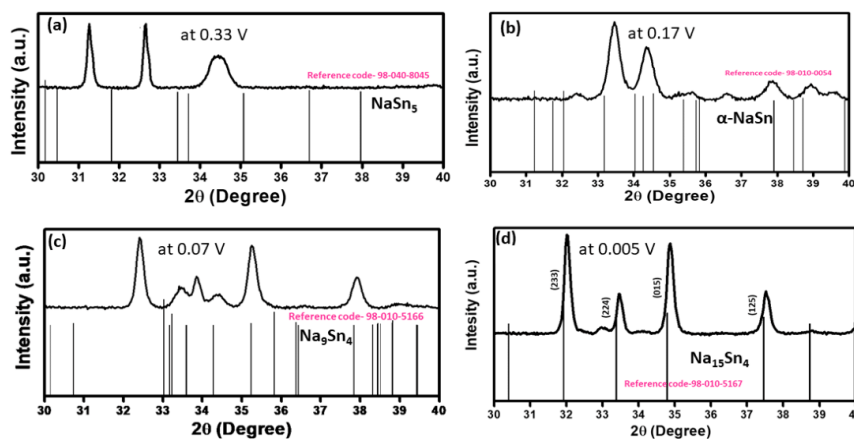 (a)
at 0.33 V
Reference code- 98-040-8045
NaSn5
Intensity (a.u.)
30 31 32 33 34 35 36 37 38 39 40
2θ (Degree)
(b)
at 0.17 V
Reference code- 98-010-0054
α-NaSn
Intensity (a.u.)
30 31 32 33 34 35 36 37 38 39 40
2θ (Degree)
(c)
at 0.07 V
Reference code- 98-010-5166
Na9Sn4
Intensity (a.u.)
30 31 32 33 34 35 36 37 38 39 40
2θ (Degree)
(d)
at 0.005 V
(233)
(224)
(015)
(125)
Na15Sn4
Reference code-98-010-5167
Intesity (a.u.)
30 31 32 33 34 35 36 37 38 39 40
2θ (Degree)